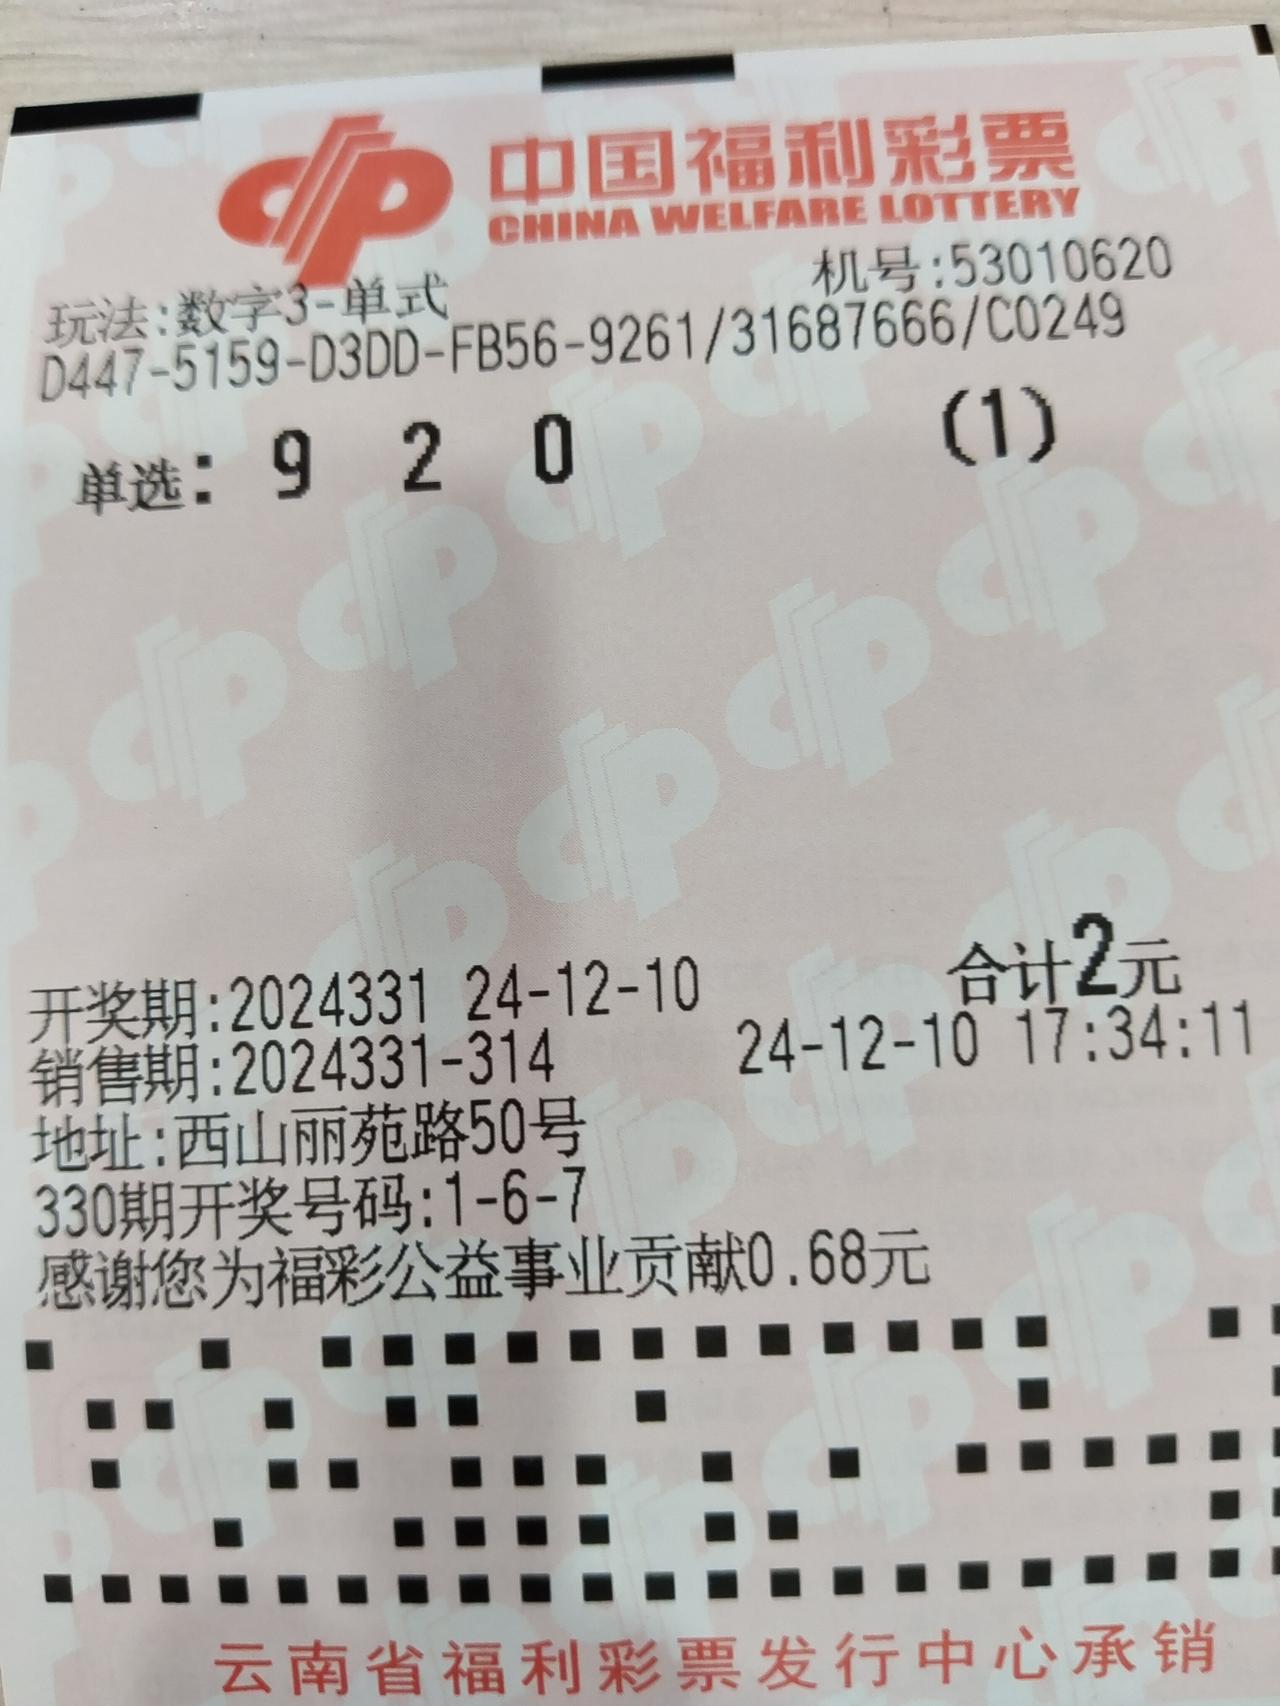 中国福利彩票
CHINA WELFARE LOTTERY
机号:53010620
玩法:数字3-单式
D447-5159-D3DD-FB56-9261/31687666/C0249
单选: 9 2 0 (1)
开奖期:2024331 24-12-10 合计2元
销售期:2024331-314 24-12-10 17:34:11
地址:西山丽苑路50号
330期开奖号码:1-6-7
感谢您为福彩公益事业贡献0.68元
云南省福利彩票发行中心承销